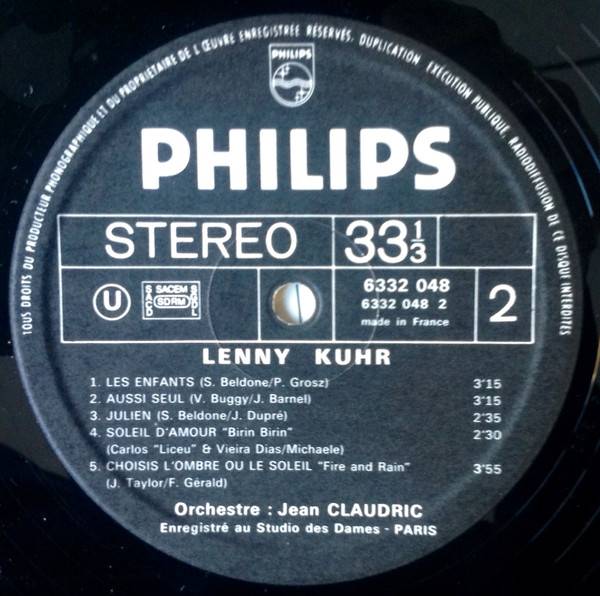 TOUS DROITS DU PRODUCTEUR PHONOGRAPHIQUE ET DU PROPRIETAIRE DE L'ŒUVRE ENREGISTRÉE RÉSERVÉS. DUPLICATION EXÉCUTION PUBLIQUE, RADIODIFFUSION DE CE DISQUE INTERDITES
PHILIPS
PHILIPS
STEREO 33 1/3
U
SACEM
SACD SDRM SGDL
6332 048
6332 048 2
made in France
2
LENNY KUHR
1. LES ENFANTS (S. Beldone/P. Grosz) 3'15
2. AUSSI SEUL (V. Buggy/J. Barnel) 3'15
3. JULIEN (S. Beldone/J. Dupré) 2'35
4. SOLEIL D'AMOUR "Birin Birin" 2'30
(Carlos "Liceu" & Vieira Dias/Michaele)
5. CHOISIS L'OMBRE OU LE SOLEIL "Fire and Rain" 3'55
(J. Taylor/F. Gérald)
Orchestre : Jean CLAUDRIC
Enregistré au Studio des Dames - PARIS